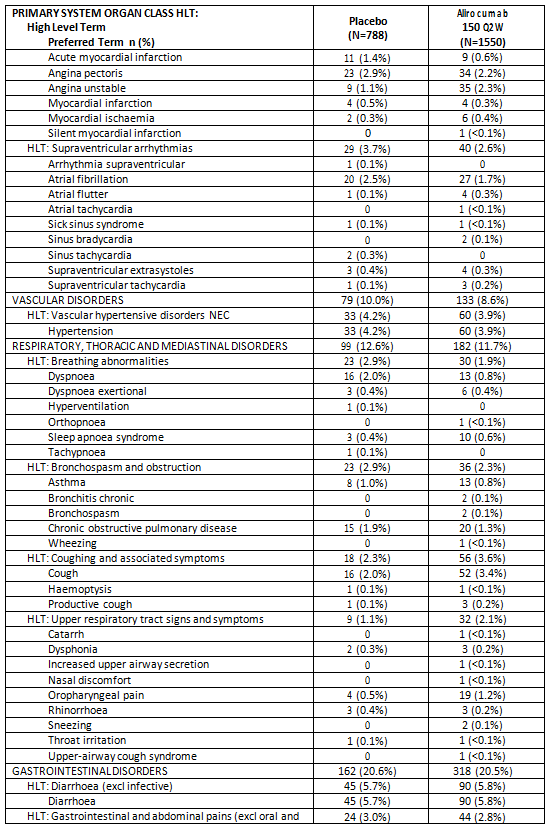 PRIMARY SYSTEM ORGAN CLASS HLT: Placebo Alirocumab
High Level Term (N=788) 150 Q2W
Preferred Term n (%) (N=1550)
Acute myocardial infarction 11 (1.4%) 9 (0.6%)
Angina pectoris 23 (2.9%) 34 (2.2%)
Angina unstable 9 (1.1%) 35 (2.3%)
Myocardial infarction 4 (0.5%) 4 (0.3%)
Myocardial ischaemia 2 (0.3%) 6 (0.4%)
Silent myocardial infarction 0 1 (<0.1%)
HLT: Supraventricular arrhythmias 29 (3.7%) 40 (2.6%)
Arrhythmia supraventricular 1 (0.1%) 0
Atrial fibrillation 20 (2.5%) 27 (1.7%)
Atrial flutter 1 (0.1%) 4 (0.3%)
Atrial tachycardia 0 1 (<0.1%)
Sick sinus syndrome 1 (0.1%) 1 (<0.1%)
Sinus bradycardia 0 2 (0.1%)
Sinus tachycardia 2 (0.3%) 0
Supraventricular extrasystoles 3 (0.4%) 4 (0.3%)
Supraventricular tachycardia 1 (0.1%) 3 (0.2%)
VASCULAR DISORDERS 79 (10.0%) 133 (8.6%)
HLT: Vascular hypertensive disorders NEC 33 (4.2%) 60 (3.9%)
Hypertension 33 (4.2%) 60 (3.9%)
RESPIRATORY, THORACIC AND MEDIASTINAL DISORDERS 99 (12.6%) 182 (11.7%)
HLT: Breathing abnormalities 23 (2.9%) 30 (1.9%)
Dyspnoea 16 (2.0%) 13 (0.8%)
Dyspnoea exertional 3 (0.4%) 6 (0.4%)
Hyperventilation 1 (0.1%) 0
Orthopnoea 0 1 (<0.1%)
Sleep apnoea syndrome 3 (0.4%) 10 (0.6%)
Tachypnoea 1 (0.1%) 0
HLT: Bronchospasm and obstruction 23 (2.9%) 36 (2.3%)
Asthma 8 (1.0%) 13 (0.8%)
Bronchitis chronic 0 2 (0.1%)
Bronchospasm 0 2 (0.1%)
Chronic obstructive pulmonary disease 15 (1.9%) 20 (1.3%)
Wheezing 0 1 (<0.1%)
HLT: Coughing and associated symptoms 18 (2.3%) 56 (3.6%)
Cough 16 (2.0%) 52 (3.4%)
Haemoptysis 1 (0.1%) 1 (<0.1%)
Productive cough 1 (0.1%) 3 (0.2%)
HLT: Upper respiratory tract signs and symptoms 9 (1.1%) 32 (2.1%)
Catarrh 0 1 (<0.1%)
Dysphonia 2 (0.3%) 3 (0.2%)
Increased upper airway secretion 0 1 (<0.1%)
Nasal discomfort 0 1 (<0.1%)
Oropharyngeal pain 4 (0.5%) 19 (1.2%)
Rhinorrhoea 3 (0.4%) 3 (0.2%)
Sneezing 0 2 (0.1%)
Throat irritation 1 (0.1%) 1 (<0.1%)
Upper-airway cough syndrome 0 1 (<0.1%)
GASTROINTESTINAL DISORDERS 162 (20.6%) 318 (20.5%)
HLT: Diarrhoea (excl infective) 45 (5.7%) 90 (5.8%)
Diarrhoea 45 (5.7%) 90 (5.8%)
HLT: Gastrointestinal and abdominal pains (excl oral and 24 (3.0%) 44 (2.8%)